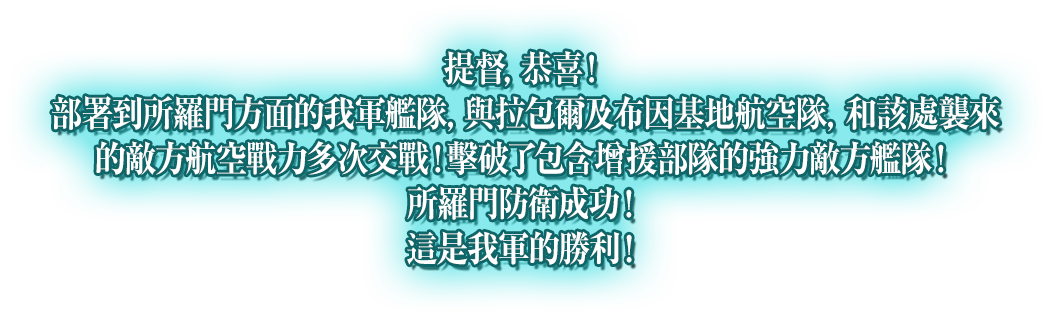 提督, 恭喜!
部署到所羅門方面的我軍艦隊, 與拉包爾及布因基地航空隊, 和該處襲來
的敵方航空戰力多次交戰!擊破了包含增援部隊的強力敵方艦隊!
所羅門防衛成功!
這是我軍的勝利!